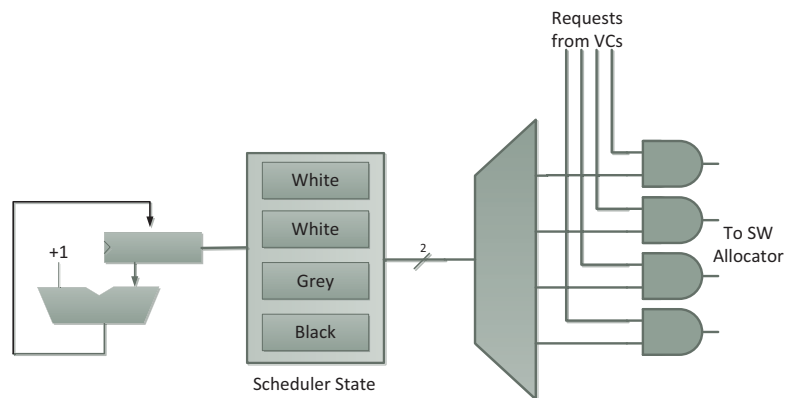 Requests
from VCs
White
White
Grey
Black
Scheduler State
+1
2
To SW
Allocator